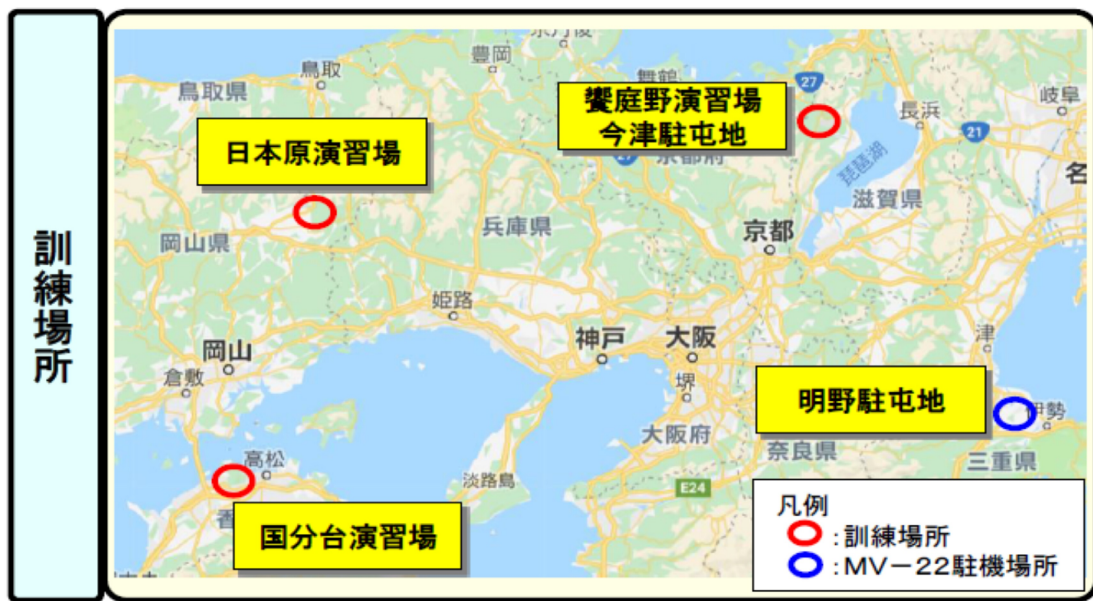 訓練場所
鳥取
鳥取県
豊岡
舞鶴
27
長浜
岐阜
21
饗庭野演習場
今津駐屯地
日本原演習場
琵琶湖
滋賀県
京都
兵庫県
岡山県
姫路
神戸
大阪
津
岡山
倉敷
堺
明野駐屯地
伊勢
大阪府
奈良県
三重県
高松
淡路島
E24
国分台演習場
凡例
:訓練場所
:MV－22駐機場所